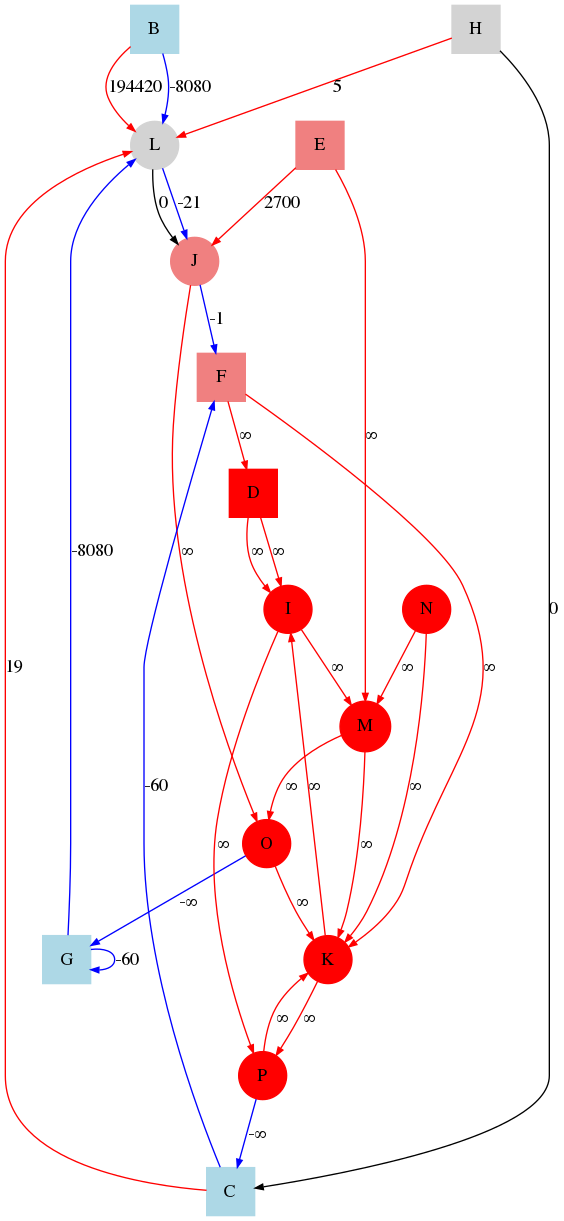 B H
194420 -8080 5
L E
0 -21 2700
J
-1
F
∞ ∞
D
∞ ∞ ∞ -8080
I N
∞ ∞ ∞ 19 0
M
∞ ∞ ∞ -60
O
∞ ∞
-∞ ∞
G -60 K
∞ ∞
P
-∞
C